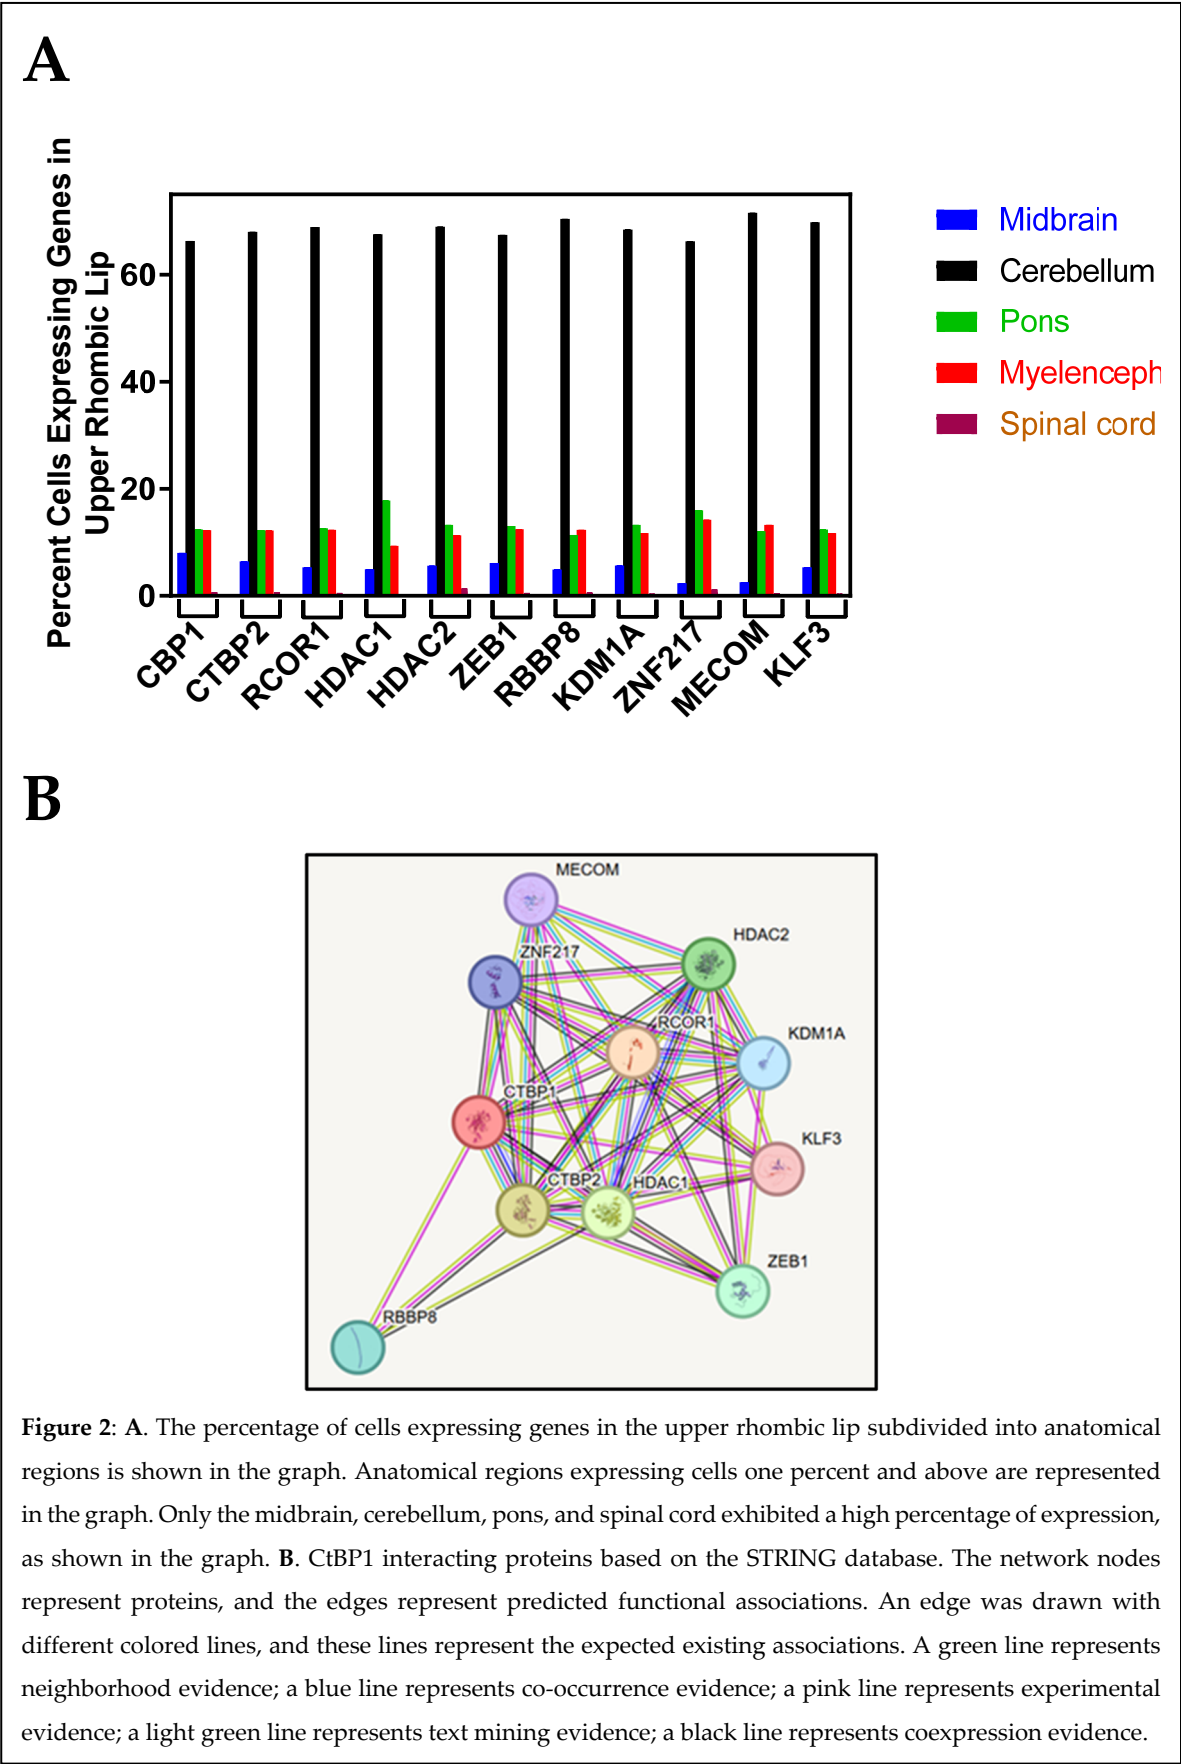 A
Percent Cells Expressing Genes in
Upper Rhombic Lip
60
40
20
0
CBP1
CTBP2
RCOR1
HDAC1
HDAC2
ZEB1
RBBP8
KDM1A
ZNF217
MECOM
KLF3
Midbrain
Cerebellum
Pons
Myelenceph
Spinal cord
B
MECOM
HDAC2
ZNF217
RCOR1
KDM1A
CTBP1
KLF3
CTBP2
HDAC1
ZEB1
RBBP8
Figure 2: A. The percentage of cells expressing genes in the upper rhombic lip subdivided into anatomical
regions is shown in the graph. Anatomical regions expressing cells one percent and above are represented
in the graph. Only the midbrain, cerebellum, pons, and spinal cord exhibited a high percentage of expression,
as shown in the graph. B. CtBP1 interacting proteins based on the STRING database. The network nodes
represent proteins, and the edges represent predicted functional associations. An edge was drawn with
different colored lines, and these lines represent the expected existing associations. A green line represents
neighborhood evidence; a blue line represents co-occurrence evidence; a pink line represents experimental
evidence; a light green line represents text mining evidence; a black line represents coexpression evidence.